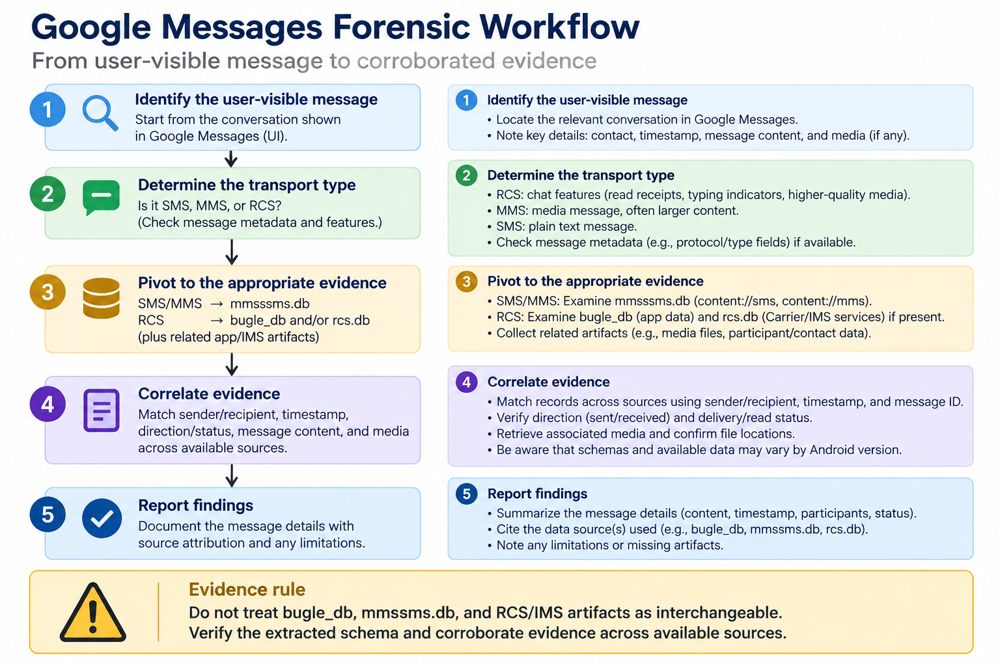 Google Messages Forensic Workflow
From user-visible message to corroborated evidence
1
Identify the user-visible message
Start from the conversation shown
in Google Messages (UI).
2
Determine the transport type
Is it SMS, MMS, or RCS?
(Check message metadata and features.)
3
Pivot to the appropriate evidence
SMS/MMS → mmsssms.db
RCS → bugle_db and/or rcs.db
(plus related app/IMS artifacts)
4
Correlate evidence
Match sender/recipient, timestamp,
direction/status, message content, and media
across available sources.
5
Report findings
Document the message details with
source attribution and any limitations.
1 Identify the user-visible message
• Locate the relevant conversation in Google Messages.
• Note key details: contact, timestamp, message content, and media (if any).
2 Determine the transport type
• RCS: chat features (read receipts, typing indicators, higher-quality media).
• MMS: media message, often larger content.
• SMS: plain text message.
• Check message metadata (e.g., protocol/type fields) if available.
3 Pivot to the appropriate evidence
• SMS/MMS: Examine mmsssms.db (content://sms, content://mms).
• RCS: Examine bugle_db (app data) and rcs.db (Carrier/IMS services) if present.
• Collect related artifacts (e.g., media files, participant/contact data).
4 Correlate evidence
• Match records across sources using sender/recipient, timestamp, and message ID.
• Verify direction (sent/received) and delivery/read status.
• Retrieve associated media and confirm file locations.
• Be aware that schemas and available data may vary by Android version.
5 Report findings
• Summarize the message details (content, timestamp, participants, status).
• Cite the data source(s) used (e.g., bugle_db, mmssms.db, rcs.db).
• Note any limitations or missing artifacts.
Evidence rule
Do not treat bugle_db, mmssms.db, and RCS/IMS artifacts as interchangeable.
Verify the extracted schema and corroborate evidence across available sources.